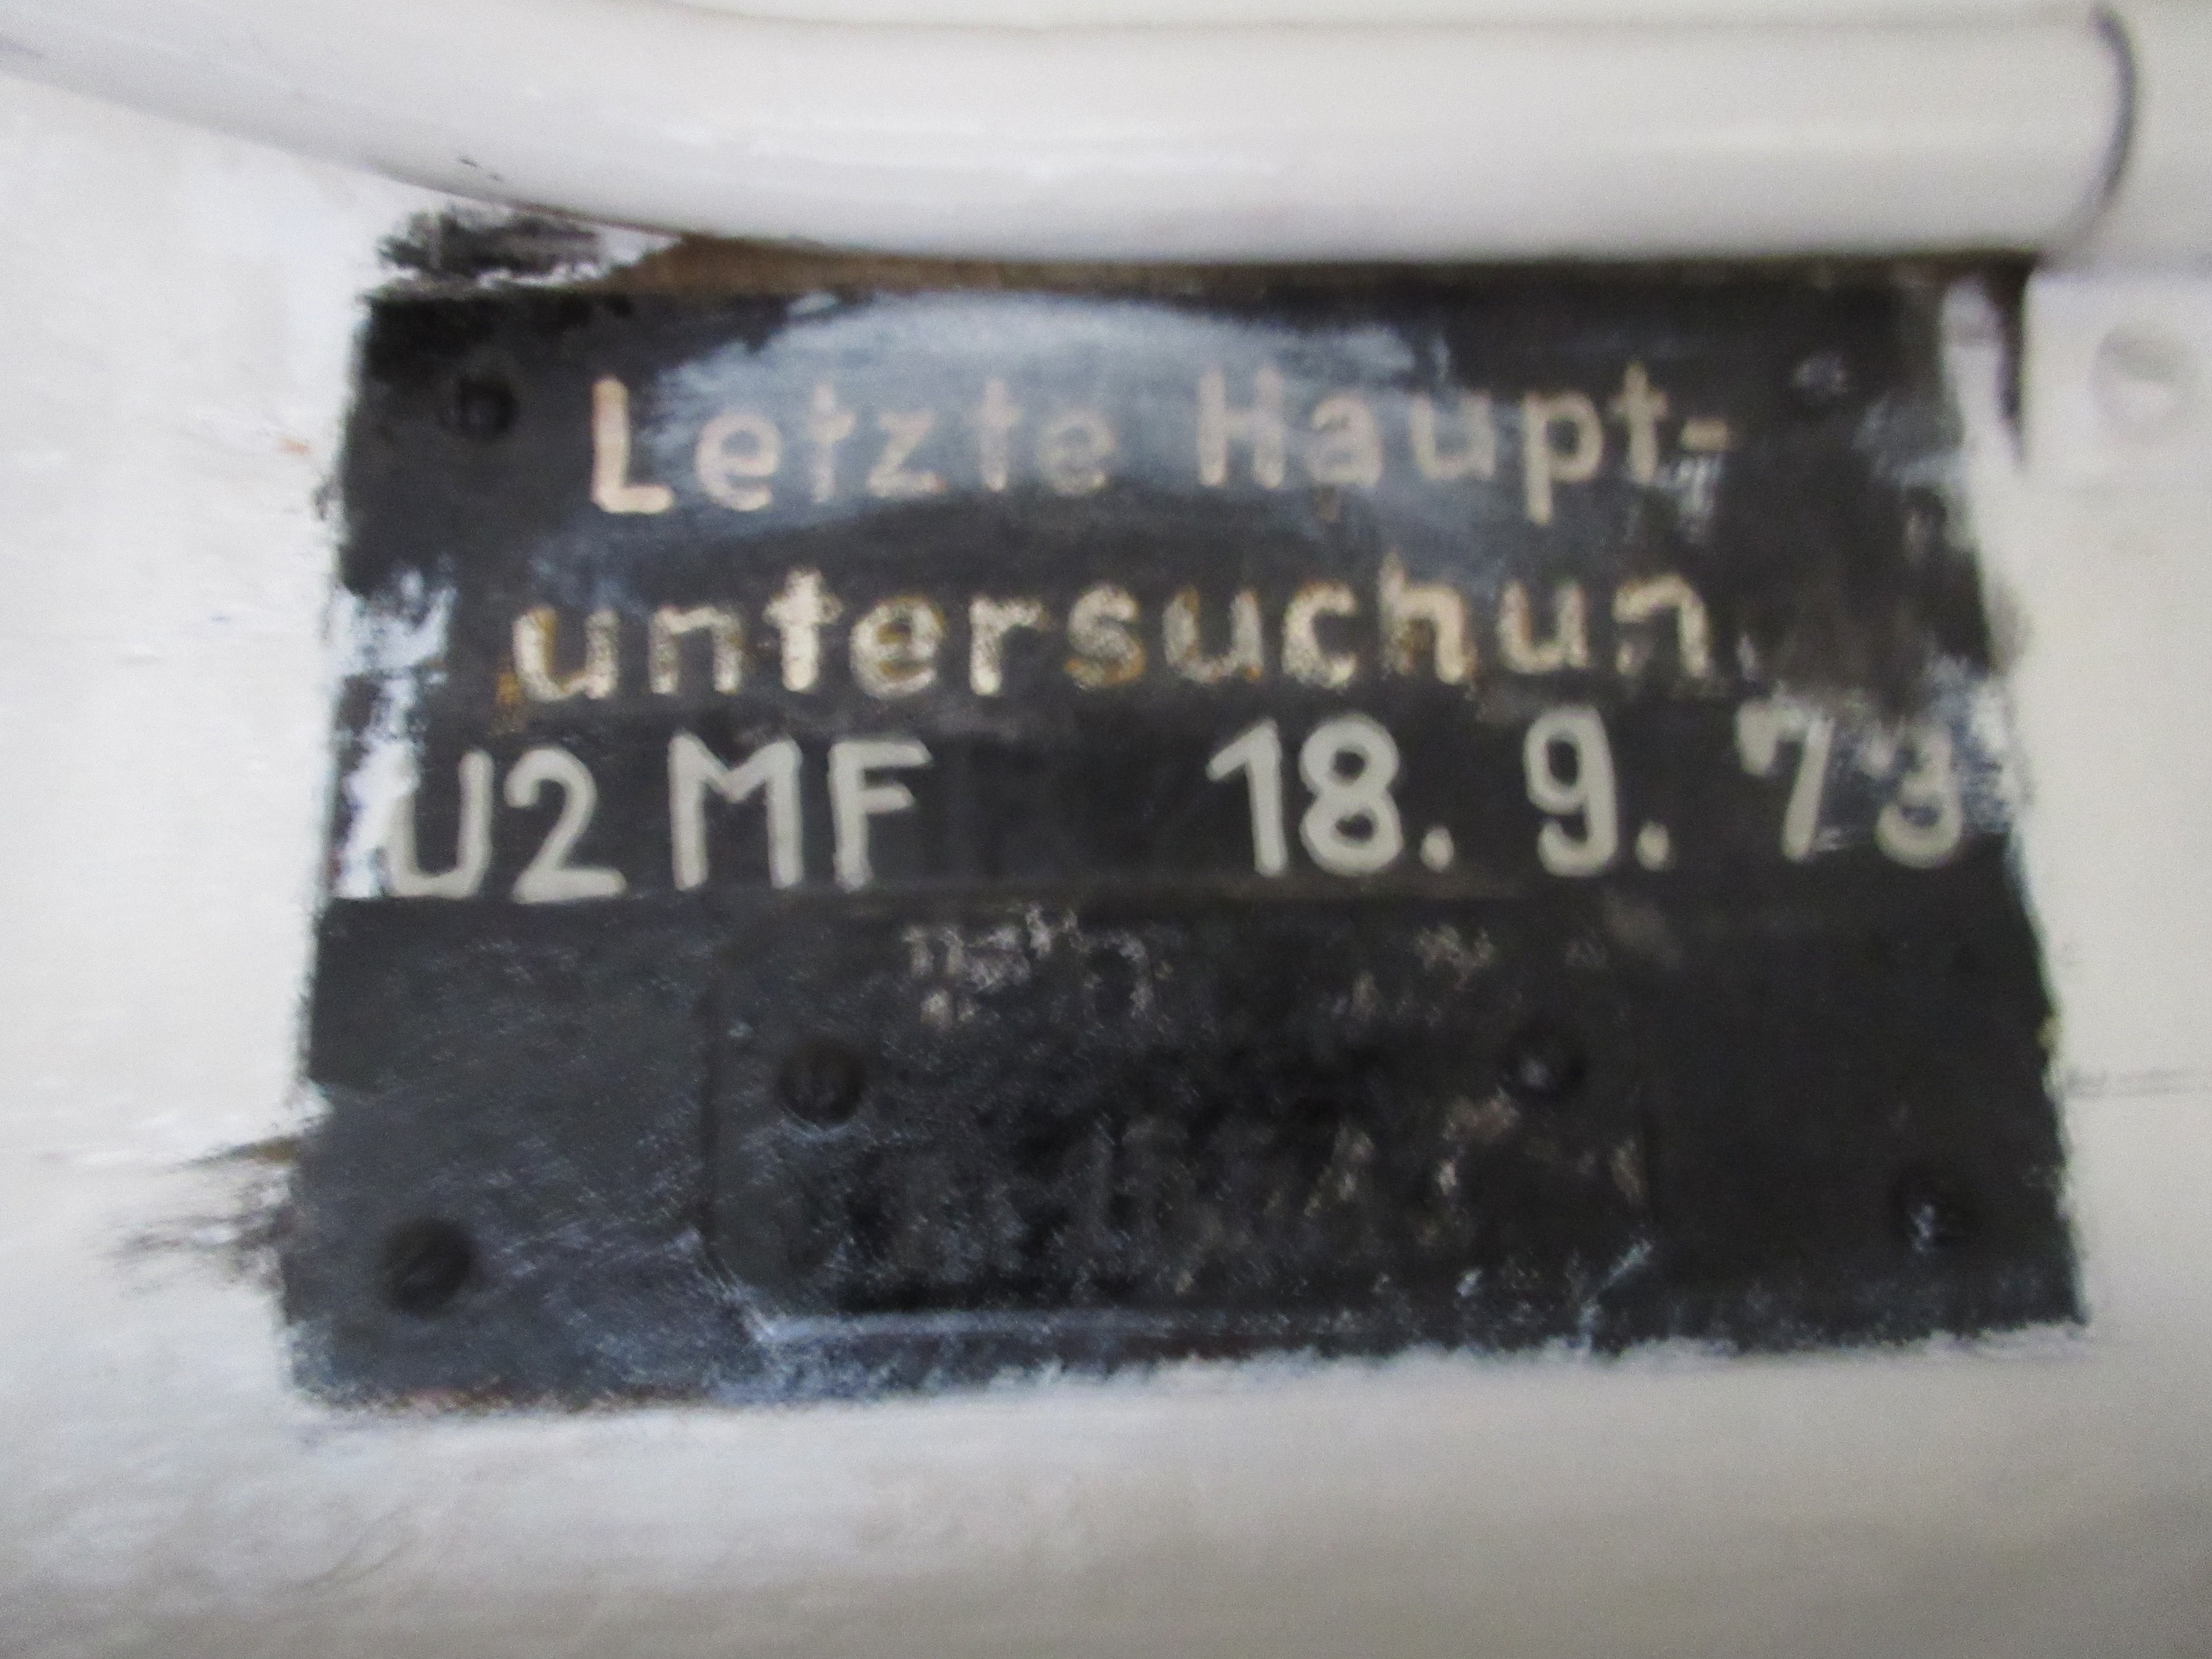 Letzte Haupt-
untersuchun
U2 MF 18. 9. 73